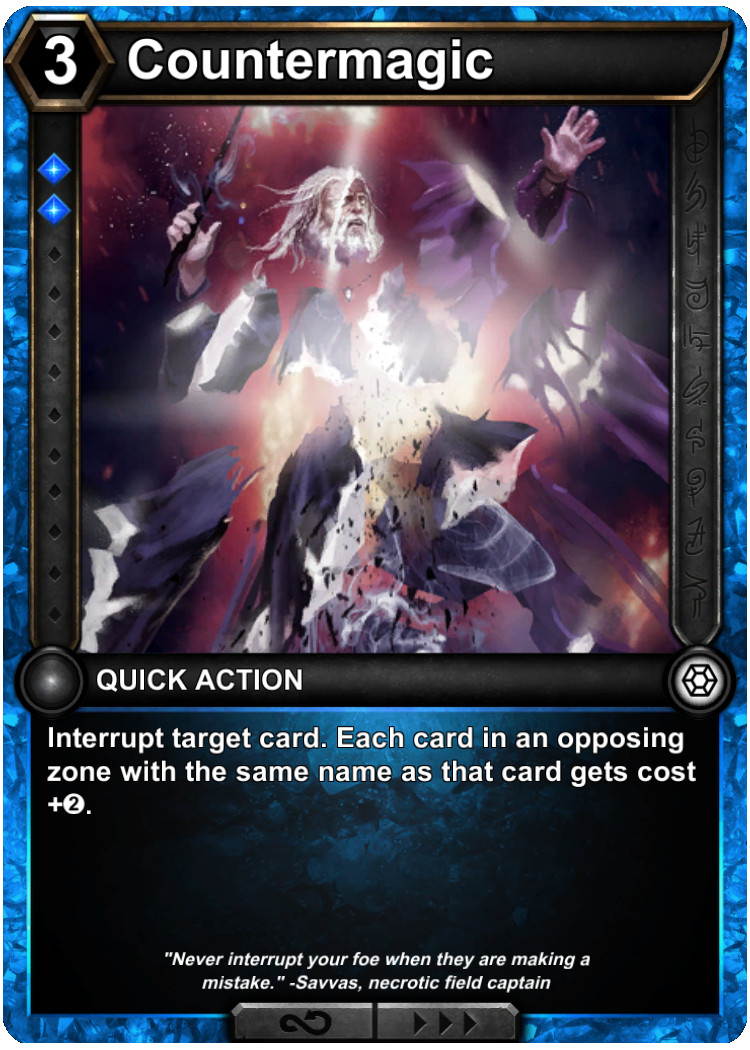 3 Countermagic
QUICK ACTION
Interrupt target card. Each card in an opposing
zone with the same name as that card gets cost
+❷.
"Never interrupt your foe when they are making a
mistake." -Savvas, necrotic field captain